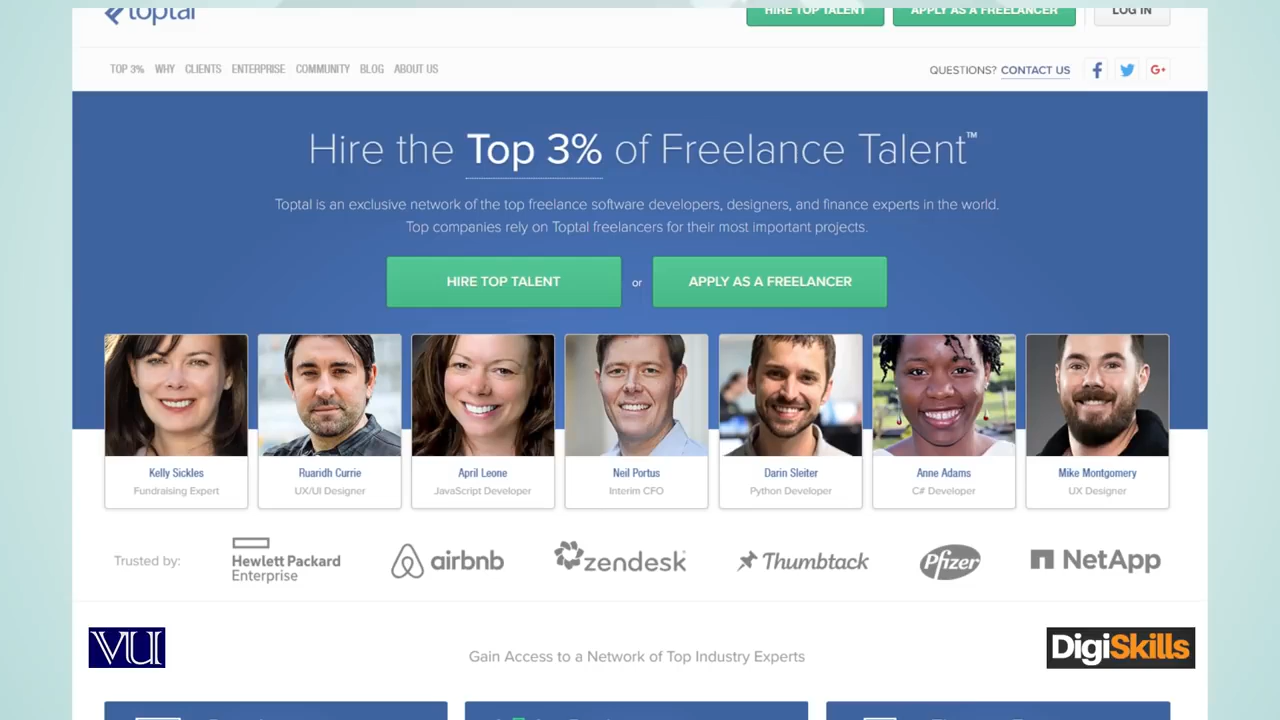 toptal
HIRE TOP TALENT
APPLY AS A FREELANCER
LOG IN
TOP 3% WHY CLIENTS ENTERPRISE COMMUNITY BLOG ABOUT US
QUESTIONS? CONTACT US
f
G+
Hire the Top 3% of Freelance Talent™
Toptal is an exclusive network of the top freelance software developers, designers, and finance experts in the world.
Top companies rely on Toptal freelancers for their most important projects.
HIRE TOP TALENT or APPLY AS A FREELANCER
Kelly Sickles
Fundraising Expert
Ruaridh Currie
UX/UI Designer
April Leone
JavaScript Developer
Neil Portus
Interim CFO
Darin Sleiter
Python Developer
Anne Adams
C# Developer
Mike Montgomery
UX Designer
Trusted by:
Hewlett Packard
Enterprise
airbnb
zendesk
Thumbtack
Pfizer
NetApp
VU
Gain Access to a Network of Top Industry Experts
DigiSkills